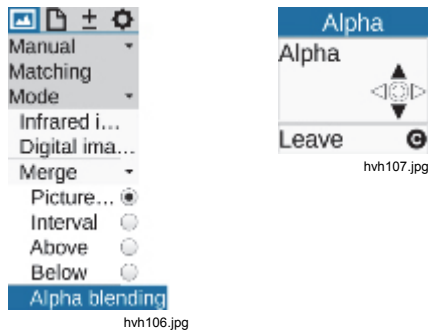 Manual
Matching
Mode
Infrared i...
Digital ima...
Merge
Picture...
Interval
Above
Below
Alpha blending
hvh106.jpg
Alpha
Alpha
Leave C
hvh107.jpg